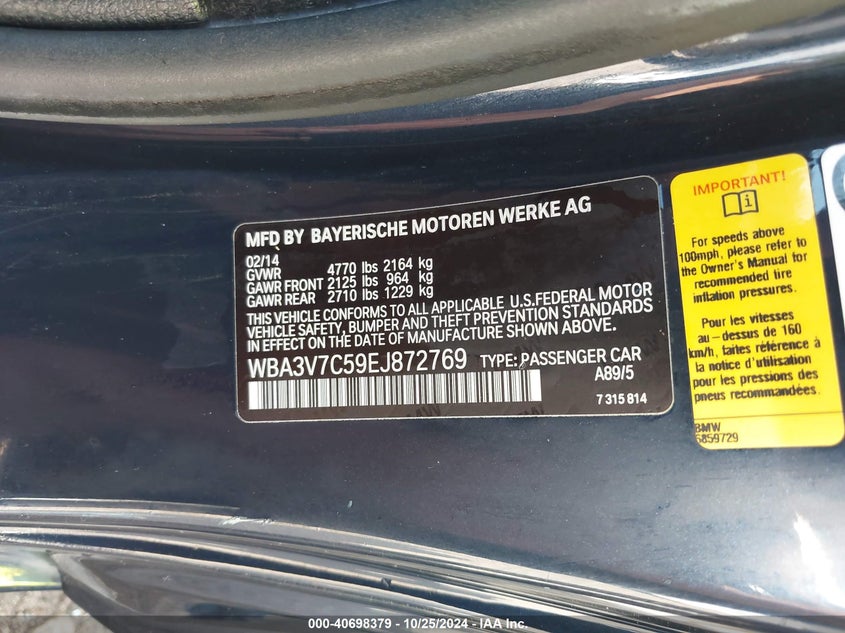 MFD BY BAYERISCHE MOTOREN WERKE AG
02/14
GVWR 4770 lbs 2164 kg
GAWR FRONT 2125 lbs 964 kg
GAWR REAR 2710 lbs 1229 kg
THIS VEHICLE CONFORMS TO ALL APPLICABLE U.S.FEDERAL MOTOR
VEHICLE SAFETY, BUMPER AND THEFT PREVENTION STANDARDS
IN EFFECT ON THE DATE OF MANUFACTURE SHOWN ABOVE.
WBA3V7C59EJ872769 TYPE: PASSENGER CAR
A89/5
7 315 814
IMPORTANT!
For speeds above
100mph, please refer to
the Owner's Manual for
recommended tire
inflation pressures.
Pour les vitesses
au-dessus de 160
km/h, faites référence
au manuel d'utilisation
pour les pressions des
pneus recommandées.
BMW
6859729
000-40698379 - 10/25/2024 - IAA, Inc.